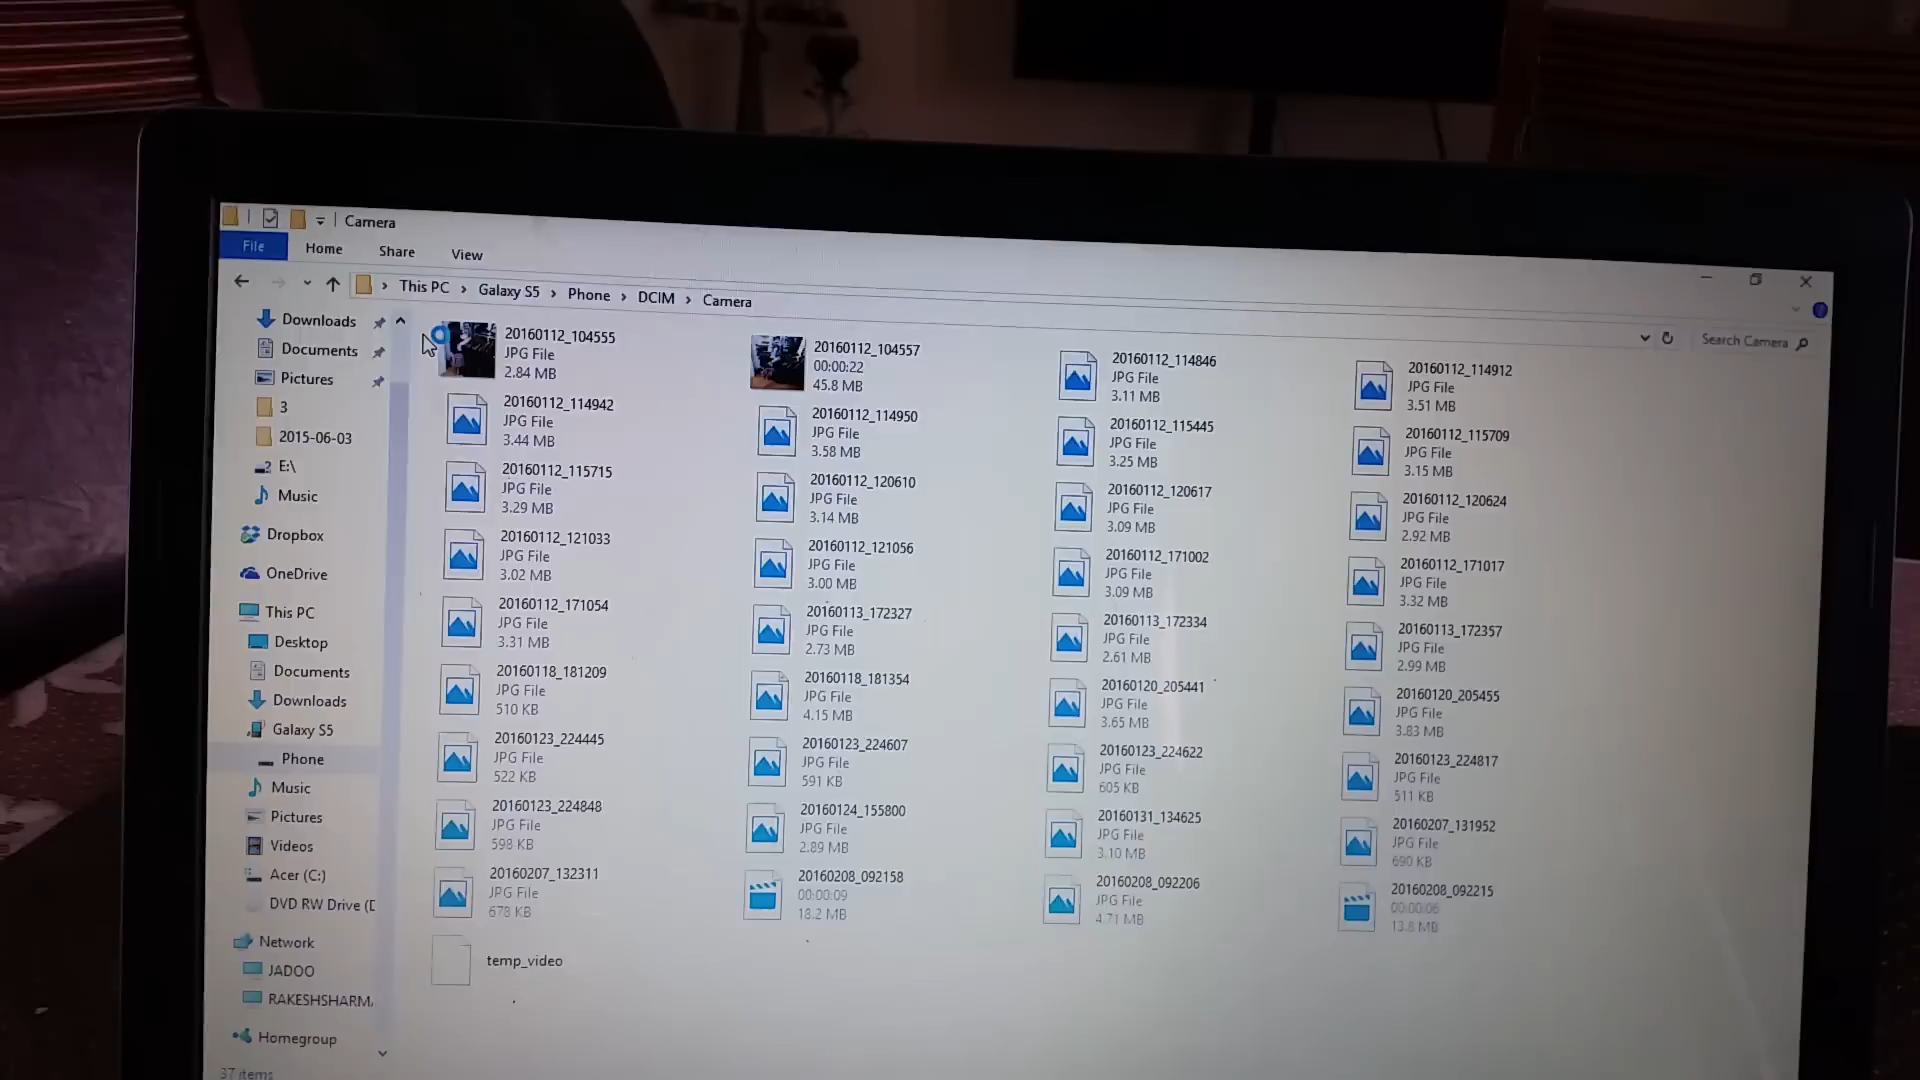 Camera
File Home Share View
This PC > Galaxy S5 > Phone > DCIM > Camera
Search Camera
Downloads
Documents
Pictures
3
2015-06-03
E:\
Music
Dropbox
OneDrive
This PC
Desktop
Documents
Downloads
Galaxy S5
Phone
Music
Pictures
Videos
Acer (C:)
DVD RW Drive (D
Network
JADOO
RAKESHSHARM
Homegroup
20160112_104555
JPG File
2.84 MB
20160112_104557
00:00:22
45.8 MB
20160112_114846
JPG File
3.11 MB
20160112_114912
JPG File
3.51 MB
20160112_114942
JPG File
3.44 MB
20160112_114950
JPG File
3.58 MB
20160112_115445
JPG File
3.25 MB
20160112_115709
JPG File
3.15 MB
20160112_115715
JPG File
3.29 MB
20160112_120610
JPG File
3.14 MB
20160112_120617
JPG File
3.09 MB
20160112_120624
JPG File
2.92 MB
20160112_121033
JPG File
3.02 MB
20160112_121056
JPG File
3.00 MB
20160112_171002
JPG File
3.09 MB
20160112_171017
JPG File
3.32 MB
20160112_171054
JPG File
3.31 MB
20160113_172327
JPG File
2.73 MB
20160113_172334
JPG File
2.61 MB
20160113_172357
JPG File
2.99 MB
20160118_181209
JPG File
510 KB
20160118_181354
JPG File
4.15 MB
20160120_205441
JPG File
3.65 MB
20160120_205455
JPG File
3.83 MB
20160123_224445
JPG File
522 KB
20160123_224607
JPG File
591 KB
20160123_224622
JPG File
605 KB
20160123_224817
JPG File
511 KB
20160123_224848
JPG File
598 KB
20160124_155800
JPG File
2.89 MB
20160131_134625
JPG File
3.10 MB
20160207_131952
JPG File
690 KB
20160207_132311
JPG File
678 KB
20160208_092158
00:00:09
18.2 MB
20160208_092206
JPG File
4.71 MB
20160208_092215
00:00:06
13.8 MB
temp_video
37 items